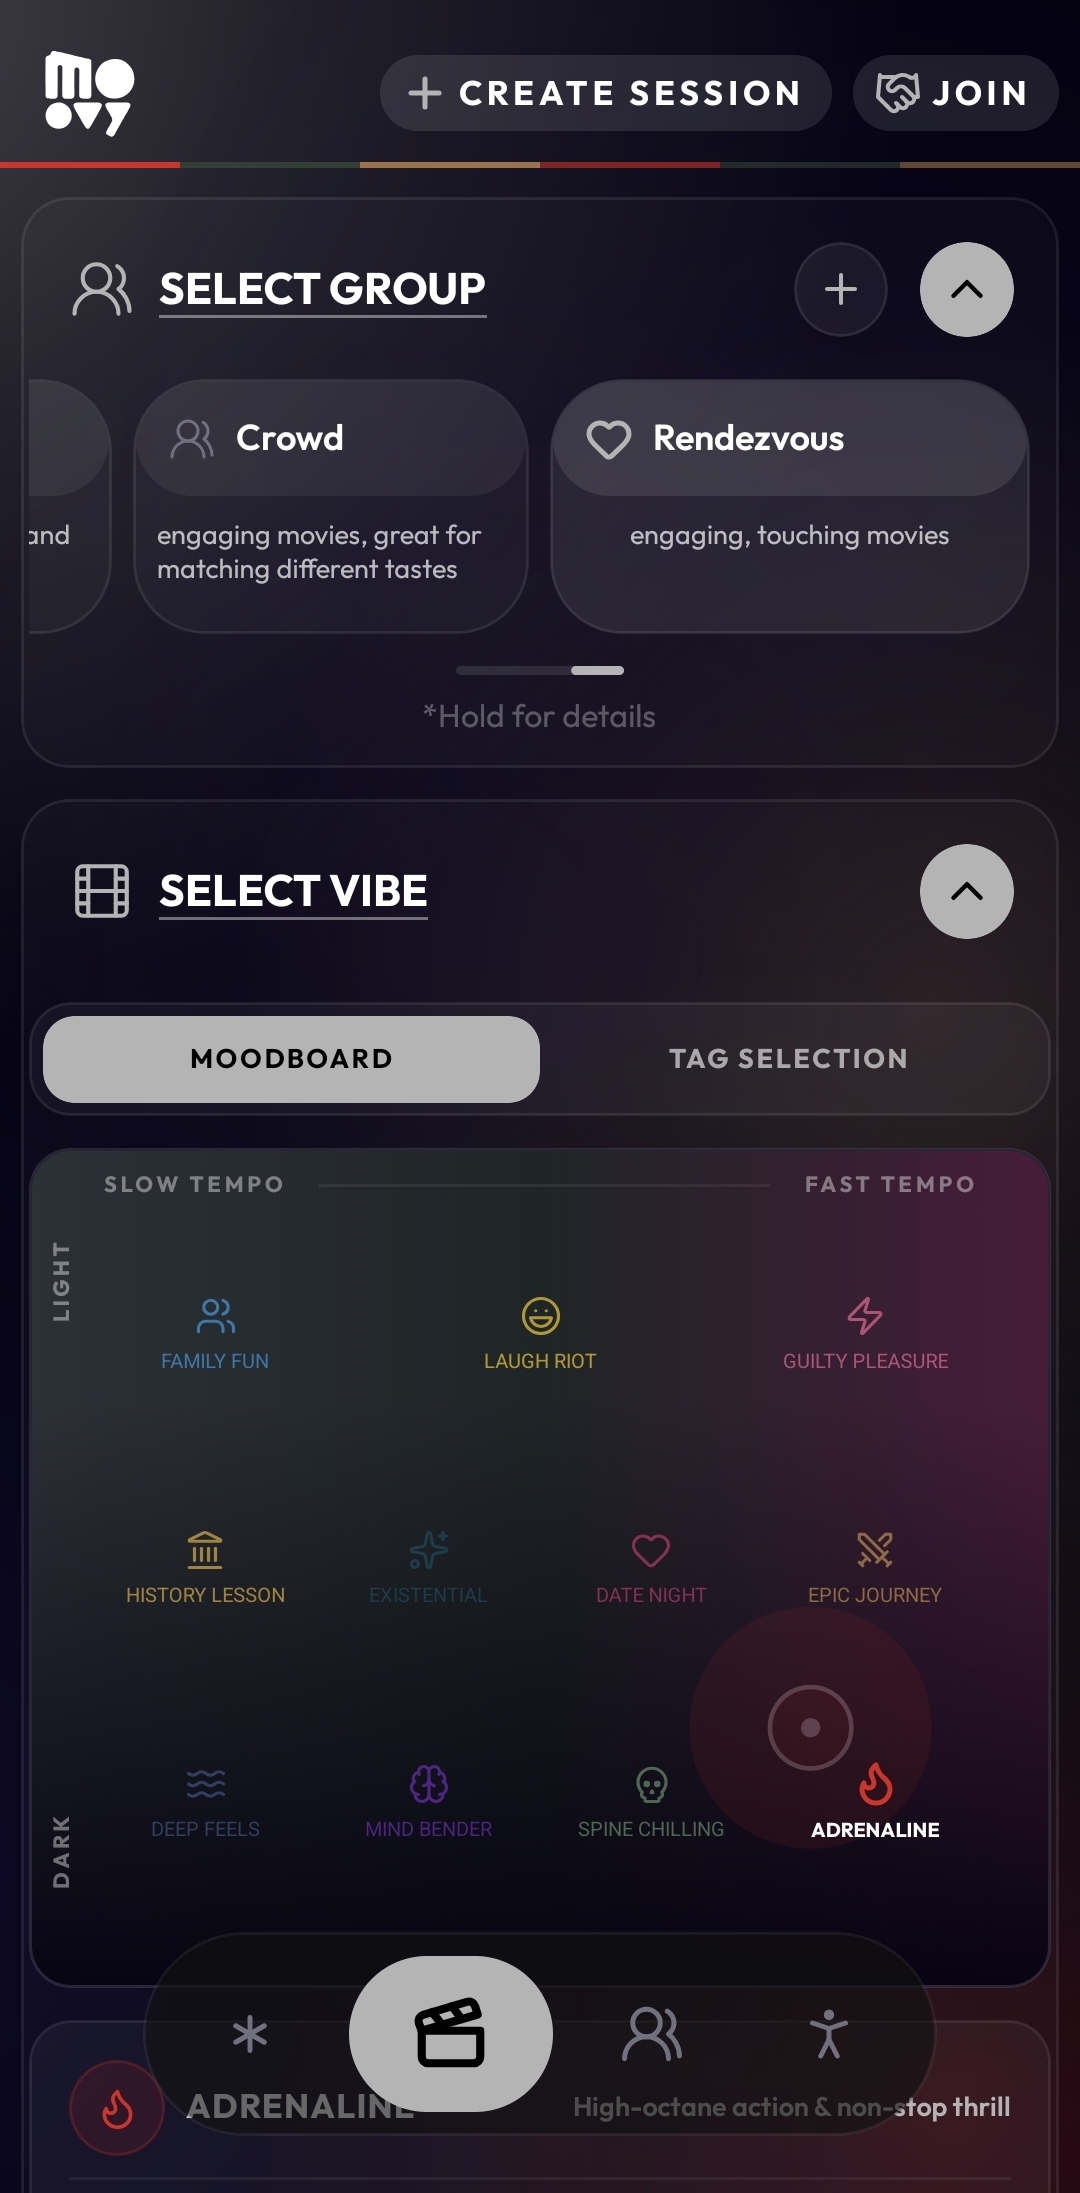 moovy
CREATE SESSION
JOIN
SELECT GROUP
Crowd
Rendezvous
and
engaging movies, great for
matching different tastes
engaging, touching movies
*Hold for details
SELECT VIBE
MOODBOARD
TAG SELECTION
SLOW TEMPO
FAST TEMPO
LIGHT
FAMILY FUN
LAUGH RIOT
GUILTY PLEASURE
HISTORY LESSON
EXISTENTIAL
DATE NIGHT
EPIC JOURNEY
DARK
DEEP FEELS
MIND BENDER
SPINE CHILLING
ADRENALINE
ADRENALINE
High-octane action & non-stop thrill